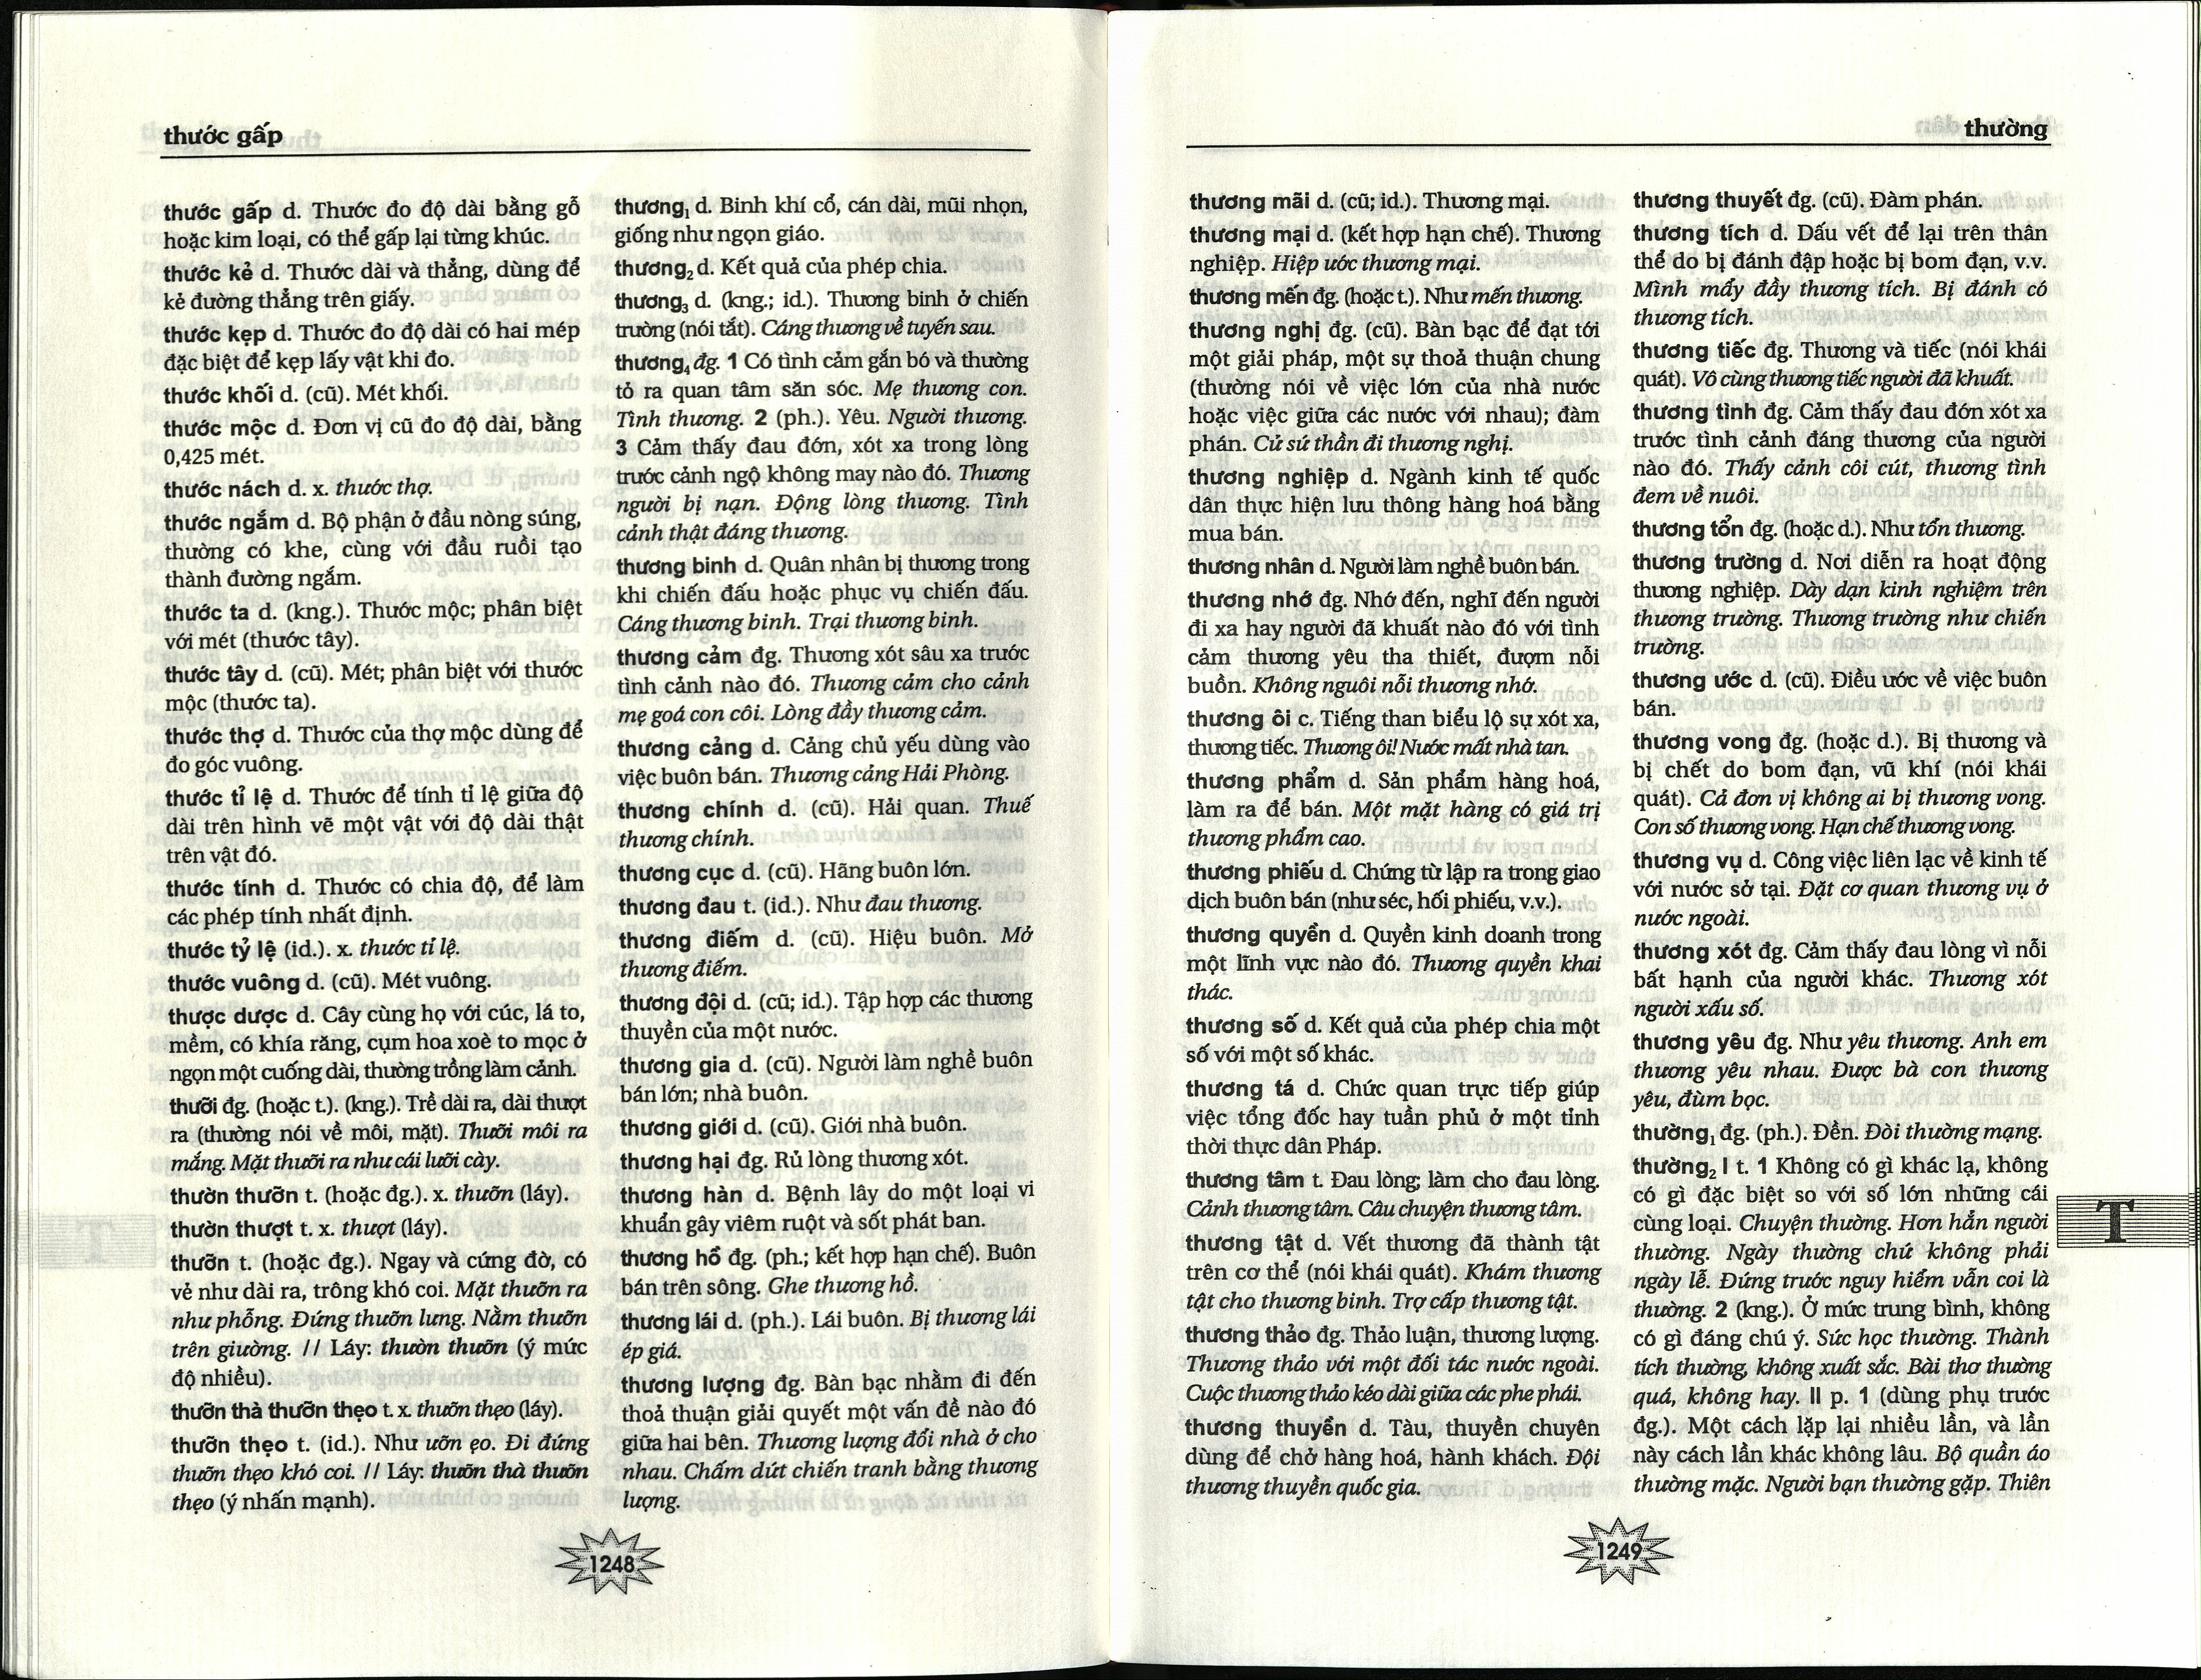 thước gấp
thước gấp d. Thước đo độ dài bằng gỗ
hoặc kim loại, có thể gấp lại từng khúc.
thước kẻ d. Thước dài và thẳng, dùng để
kẻ đường thẳng trên giấy.
thước kẹp d. Thước đo độ dài có hai mép
đặc biệt để kẹp lấy vật khi đo.
thước khối d. (cũ). Mét khối.
thước mộc d. Đơn vị cũ đo độ dài, bằng
0,425 mét.
thước nách d. x. thước thợ.
thước ngắm d. Bộ phận ở đầu nòng súng,
thường có khe, cùng với đầu ruồi tạo
thành đường ngắm.
thước ta d. (kng.). Thước mộc; phân biệt
với mét (thước tây).
thước tây d. (cũ). Mét; phân biệt với thước
mộc (thước ta).
thước thợ d. Thước của thợ mộc dùng để
đo góc vuông.
thước tỉ lệ d. Thước để tính tỉ lệ giữa độ
dài trên hình vẽ một vật với độ dài thật
trên vật đó.
thước tính d. Thước có chia độ, để làm
các phép tính nhất định.
thước tỷ lệ (id.). x. thước tỉ lệ.
thước vuông d. (cũ). Mét vuông.
thược dược d. Cây cùng họ với cúc, lá to,
mềm, có khía răng, cụm hoa xoè to mọc ở
ngọn một cuống dài, thường trồng làm cảnh.
thưỡi đg. (hoặc t.). (kng.). Trề dài ra, dài thượt
ra (thường nói về môi, mặt). Thưỡi môi ra
mắng. Mặt thưỡi ra như cái lưỡi cày.
thườn thưỡn t. (hoặc đg.). x. thưỡn (láy).
thườn thượt t. x. thượt (láy).
thưỡn t. (hoặc đg.). Ngay và cứng đờ, có
vẻ như dài ra, trông khó coi. Mặt thưỡn ra
như phỗng. Đứng thưỡn lưng. Nằm thưỡn
trên giường. // Láy: thườn thưỡn (ý mức
độ nhiều).
thưỡn thà thưỡn thẹo t. x. thưỡn thẹo (láy).
thưỡn thẹo t. (id.). Như ưỡn ẹo. Đi đứng
thưỡn thẹo khó coi. // Láy: thưỡn thà thưỡn
thẹo (ý nhấn mạnh).
thương1 d. Binh khí cổ, cán dài, mũi nhọn,
giống như ngọn giáo.
thương2 d. Kết quả của phép chia.
thương3 d. (kng.; id.). Thương binh ở chiến
trường (nói tắt). Cáng thương về tuyến sau.
thương4 đg. 1 Có tình cảm gắn bó và thường
tỏ ra quan tâm săn sóc. Mẹ thương con.
Tình thương. 2 (ph.). Yêu. Người thương.
3 Cảm thấy đau đớn, xót xa trong lòng
trước cảnh ngộ không may nào đó. Thương
người bị nạn. Động lòng thương. Tình
cảnh thật đáng thương.
thương binh d. Quân nhân bị thương trong
khi chiến đấu hoặc phục vụ chiến đấu.
Cáng thương binh. Trại thương binh.
thương cảm đg. Thương xót sâu xa trước
tình cảnh nào đó. Thương cảm cho cảnh
mẹ goá con côi. Lòng đầy thương cảm.
thương cảng d. Cảng chủ yếu dùng vào
việc buôn bán. Thương cảng Hải Phòng.
thương chính d. (cũ). Hải quan. Thuế
thương chính.
thương cục d. (cũ). Hãng buôn lớn.
thương đau t. (id.). Như đau thương.
thương điếm d. (cũ). Hiệu buôn. Mở
thương điếm.
thương đội d. (cũ; id.). Tập hợp các thương
thuyền của một nước.
thương gia d. (cũ). Người làm nghề buôn
bán lớn; nhà buôn.
thương giới d. (cũ). Giới nhà buôn.
thương hại đg. Rủ lòng thương xót.
thương hàn d. Bệnh lây do một loại vi
khuẩn gây viêm ruột và sốt phát ban.
thương hồ đg. (ph.; kết hợp hạn chế). Buôn
bán trên sông. Ghe thương hồ.
thương lái d. (ph.). Lái buôn. Bị thương lái
ép giá.
thương lượng đg. Bàn bạc nhằm đi đến
thoả thuận giải quyết một vấn đề nào đó
giữa hai bên. Thương lượng đổi nhà ở cho
nhau. Chấm dứt chiến tranh bằng thương
lượng.
1248
thường
thương mãi d. (cũ; id.). Thương mại.
thương mại d. (kết hợp hạn chế). Thương
nghiệp. Hiệp ước thương mại.
thương mến đg. (hoặc t.). Như mến thương.
thương nghị đg. (cũ). Bàn bạc để đạt tới
một giải pháp, một sự thoả thuận chung
(thường nói về việc lớn của nhà nước
hoặc việc giữa các nước với nhau); đàm
phán. Cử sứ thần đi thương nghị.
thương nghiệp d. Ngành kinh tế quốc
dân thực hiện lưu thông hàng hoá bằng
mua bán.
thương nhân d. Người làm nghề buôn bán.
thương nhớ đg. Nhớ đến, nghĩ đến người
đi xa hay người đã khuất nào đó với tình
cảm thương yêu tha thiết, đượm nỗi
buồn. Không nguôi nỗi thương nhớ.
thương ôi c. Tiếng than biểu lộ sự xót xa,
thương tiếc. Thương ôi! Nước mất nhà tan.
thương phẩm d. Sản phẩm hàng hoá,
làm ra để bán. Một mặt hàng có giá trị
thương phẩm cao.
thương phiếu d. Chứng từ lập ra trong giao
dịch buôn bán (như séc, hối phiếu, v.v.).
thương quyền d. Quyền kinh doanh trong
một lĩnh vực nào đó. Thương quyền khai
thác.
thương số d. Kết quả của phép chia một
số với một số khác.
thương tá d. Chức quan trực tiếp giúp
việc tổng đốc hay tuần phủ ở một tỉnh
thời thực dân Pháp.
thương tâm t. Đau lòng; làm cho đau lòng.
Cảnh thương tâm. Câu chuyện thương tâm.
thương tật d. Vết thương đã thành tật
trên cơ thể (nói khái quát). Khám thương
tật cho thương binh. Trợ cấp thương tật.
thương thảo đg. Thảo luận, thương lượng.
Thương thảo với một đối tác nước ngoài.
Cuộc thương thảo kéo dài giữa các phe phái.
thương thuyền d. Tàu, thuyền chuyên
dùng để chở hàng hoá, hành khách. Đội
thương thuyền quốc gia.
thương thuyết đg. (cũ). Đàm phán.
thương tích d. Dấu vết để lại trên thân
thể do bị đánh đập hoặc bị bom đạn, v.v.
Mình mẩy đầy thương tích. Bị đánh có
thương tích.
thương tiếc đg. Thương và tiếc (nói khái
quát). Vô cùng thương tiếc người đã khuất.
thương tình đg. Cảm thấy đau đớn xót xa
trước tình cảnh đáng thương của người
nào đó. Thấy cảnh côi cút, thương tình
đem về nuôi.
thương tổn đg. (hoặc d.). Như tổn thương.
thương trường d. Nơi diễn ra hoạt động
thương nghiệp. Dày dạn kinh nghiệm trên
thương trường. Thương trường như chiến
trường.
thương ước d. (cũ). Điều ước về việc buôn
bán.
thương vong đg. (hoặc d.). Bị thương và
bị chết do bom đạn, vũ khí (nói khái
quát). Cả đơn vị không ai bị thương vong.
Con số thương vong. Hạn chế thương vong.
thương vụ d. Công việc liên lạc về kinh tế
với nước sở tại. Đặt cơ quan thương vụ ở
nước ngoài.
thương xót đg. Cảm thấy đau lòng vì nỗi
bất hạnh của người khác. Thương xót
người xấu số.
thương yêu đg. Như yêu thương. Anh em
thương yêu nhau. Được bà con thương
yêu, đùm bọc.
thường1 đg. (ph.). Đền. Đòi thường mạng.
thường2 I t. 1 Không có gì khác lạ, không
có gì đặc biệt so với số lớn những cái
cùng loại. Chuyện thường. Hơn hẳn người
thường. Ngày thường chứ không phải
ngày lễ. Đứng trước nguy hiểm vẫn coi là
thường. 2 (kng.). Ở mức trung bình, không
có gì đáng chú ý. Sức học thường. Thành
tích thường, không xuất sắc. Bài thơ thường
quá, không hay. II p. 1 (dùng phụ trước
đg.). Một cách lặp lại nhiều lần, và lần
này cách lần khác không lâu. Bộ quần áo
thường mặc. Người bạn thường gặp. Thiên
T
1249